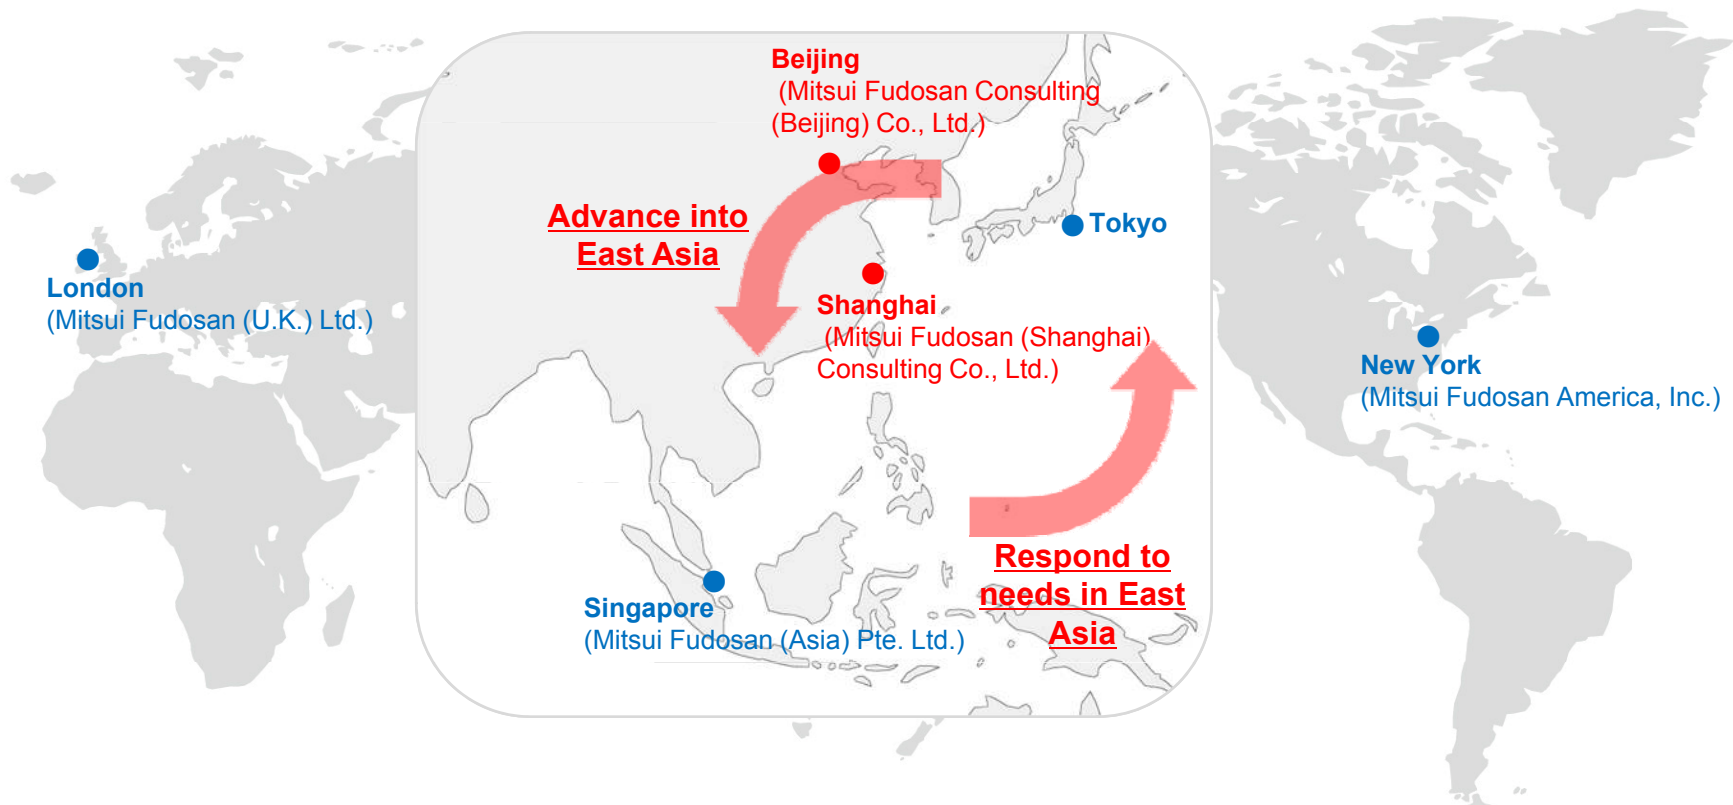 Beijing
(Mitsui Fudosan Consulting
(Beijing) Co., Ltd.)
Advance into
East Asia
Tokyo
London
(Mitsui Fudosan (U.K.) Ltd.)
Shanghai
(Mitsui Fudosan (Shanghai)
Consulting Co., Ltd.)
New York
(Mitsui Fudosan America, Inc.)
Respond to
needs in East
Asia
Singapore
(Mitsui Fudosan (Asia) Pte. Ltd.)